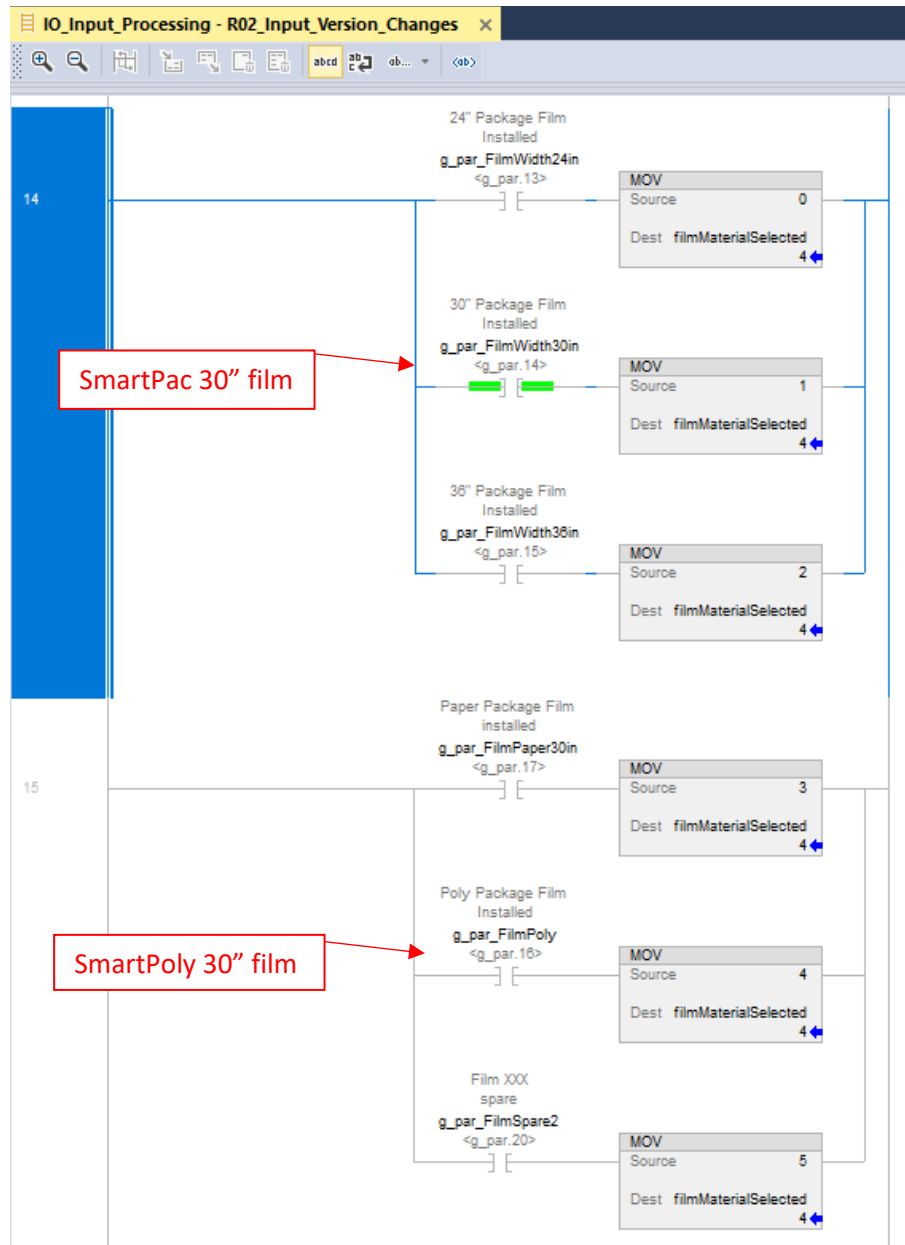 IO_Input_Processing - R02_Input_Version_Changes ×
abcd ab c ab... <ab>
24" Package Film
Installed
g_par_FilmWidth24in
<g_par.13>
MOV
14
Source 0
Dest filmMaterialSelected
4
30" Package Film
Installed
g_par_FilmWidth30in
<g_par.14>
SmartPac 30” film
MOV
Source 1
Dest filmMaterialSelected
4
36" Package Film
Installed
g_par_FilmWidth36in
<g_par.15>
MOV
Source 2
Dest filmMaterialSelected
4
Paper Package Film
installed
g_par_FilmPaper30in
<g_par.17>
MOV
15
Source 3
Dest filmMaterialSelected
4
Poly Package Film
Installed
g_par_FilmPoly
<g_par.16>
SmartPoly 30” film
MOV
Source 4
Dest filmMaterialSelected
4
Film XXX
spare
g_par_FilmSpare2
<g_par.20>
MOV
Source 5
Dest filmMaterialSelected
4